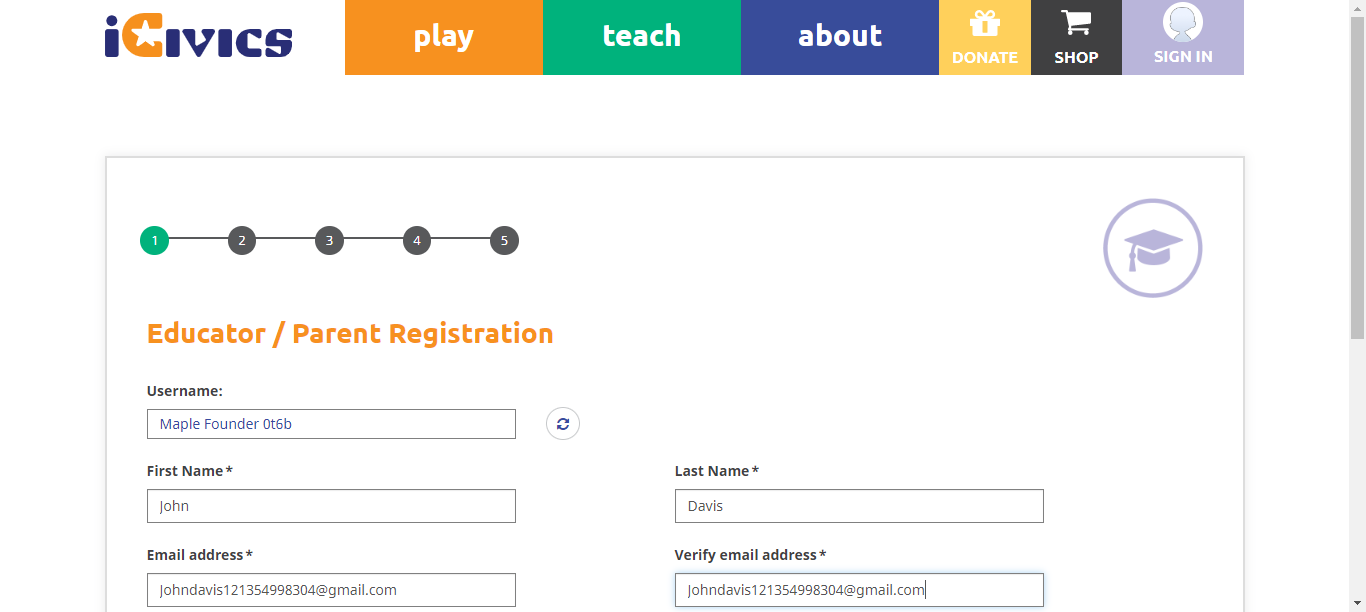 iCivics
play
teach
about
DONATE
SHOP
SIGN IN
1 2 3 4 5
Educator / Parent Registration
Username:
Maple Founder 0t6b
First Name* Last Name*
John Davis
Email address* Verify email address*
Johndavis121354998304@gmail.com Johndavis121354998304@gmail.com